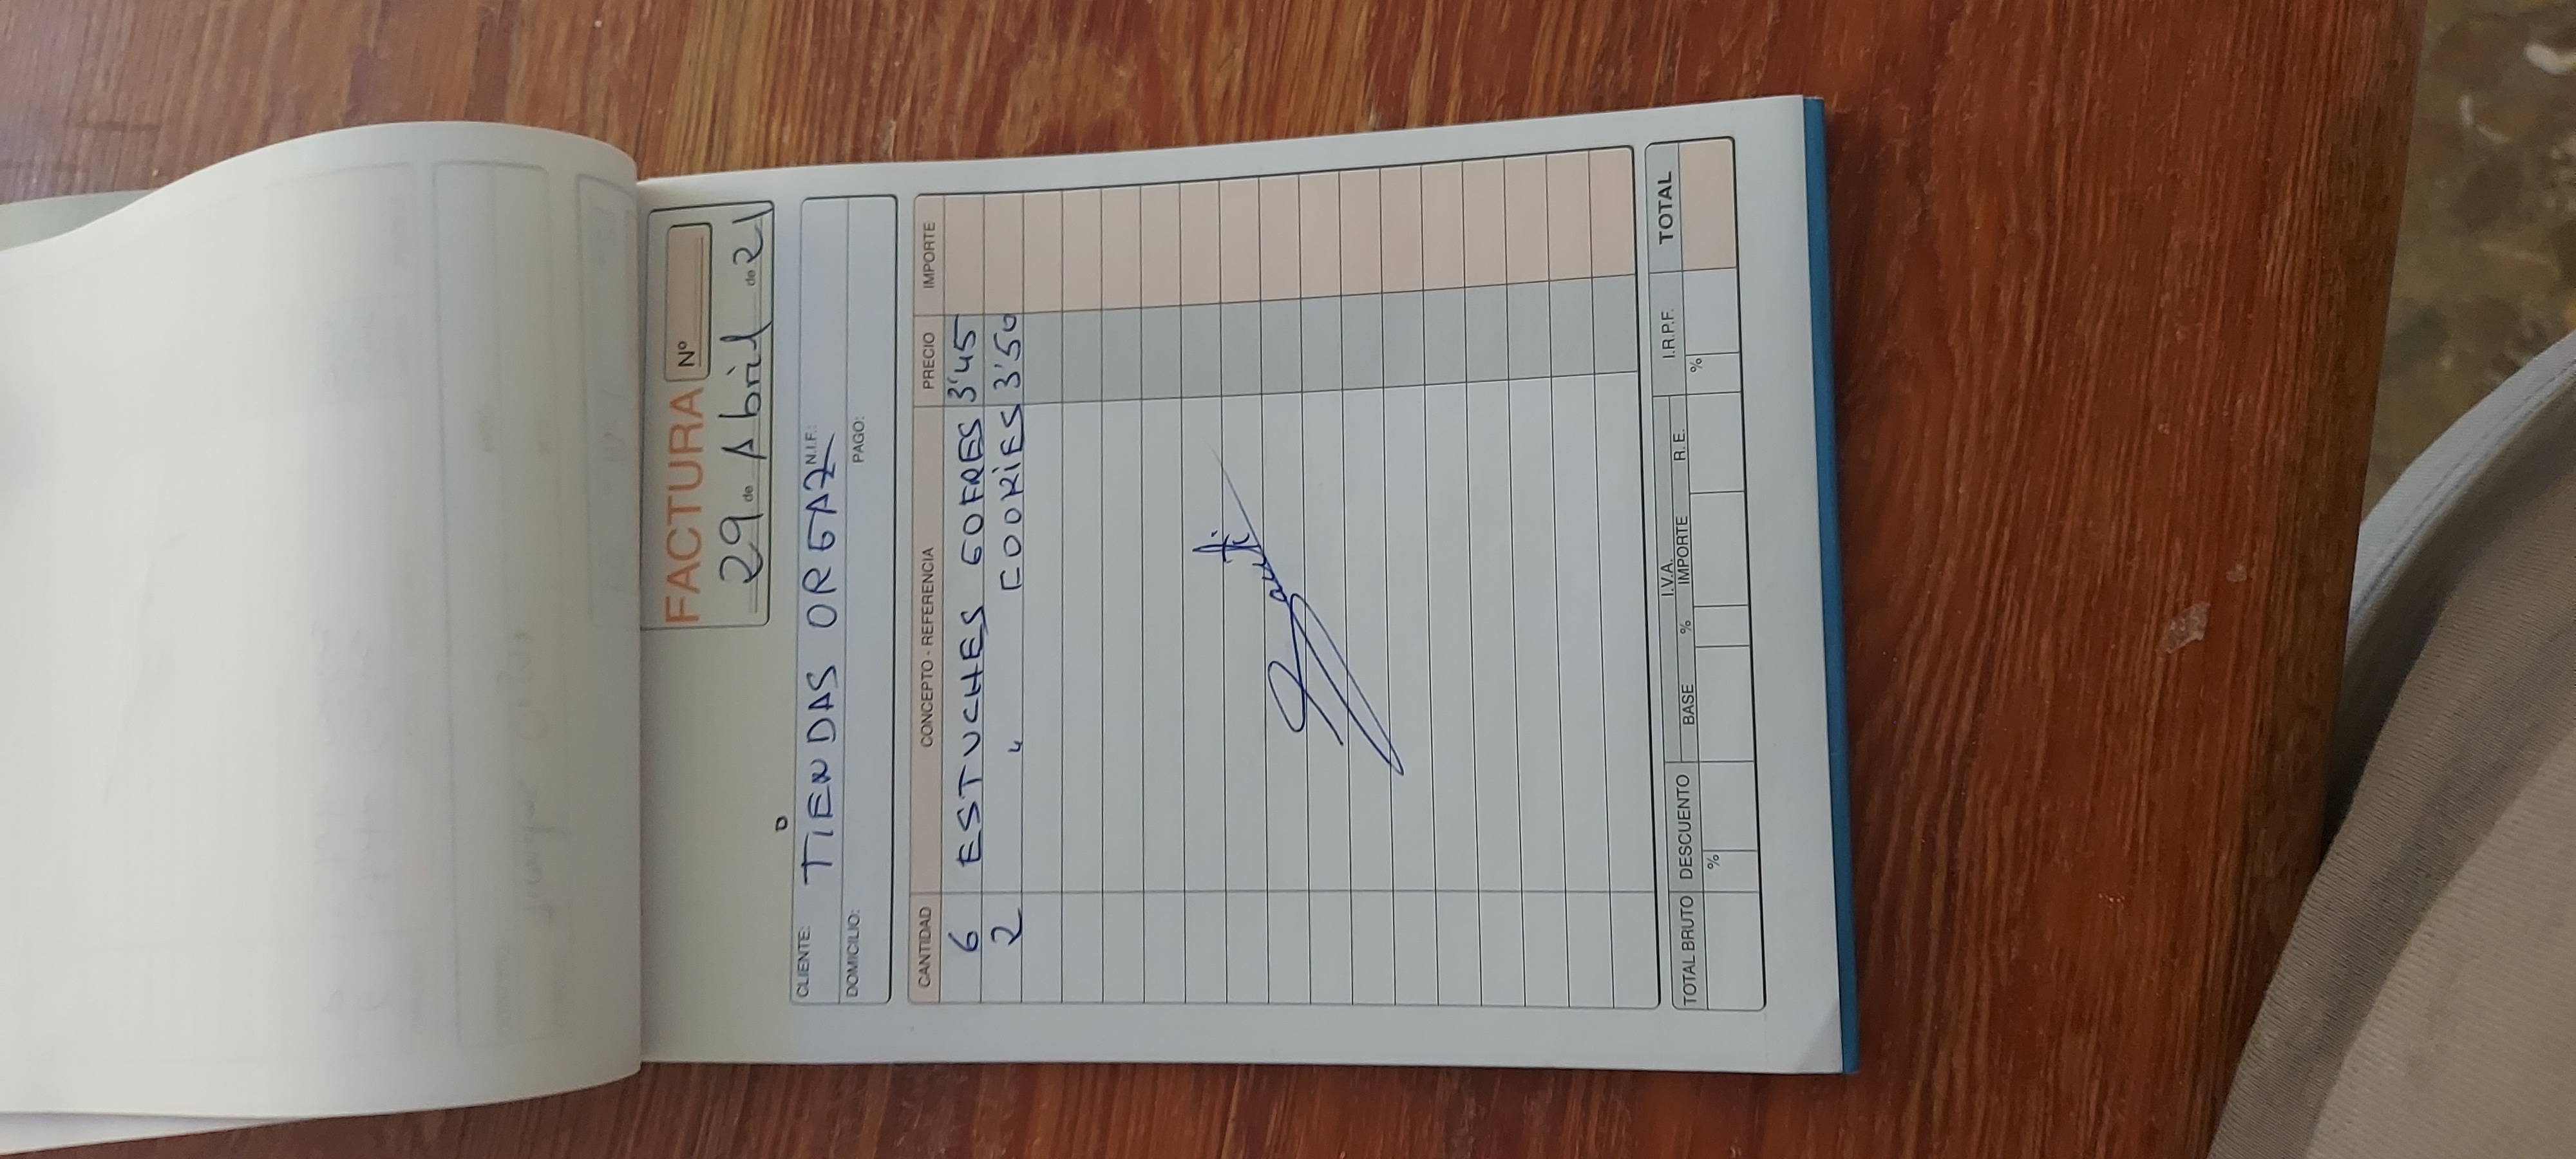 FACTURA Nº
29 de Abril de 21
CLIENTE: TIENDAS ORGAZ N.I.F.:
DOMICILIO: PAGO:
CANTIDAD CONCEPTO - REFERENCIA PRECIO IMPORTE
6 ESTUCHES GOFRES 3'45
2 " COOKIES 3'50
TOTAL BRUTO DESCUENTO I.V.A. I.R.P.F. TOTAL
% BASE % IMPORTE R. E. %